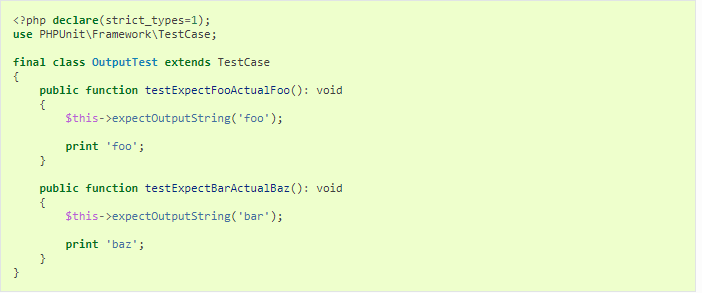 <?php declare(strict_types=1);
use PHPUnit\Framework\TestCase;

final class OutputTest extends TestCase
{
    public function testExpectFooActualFoo(): void
    {
        $this->expectOutputString('foo');

        print 'foo';
    }

    public function testExpectBarActualBaz(): void
    {
        $this->expectOutputString('bar');

        print 'baz';
    }
}